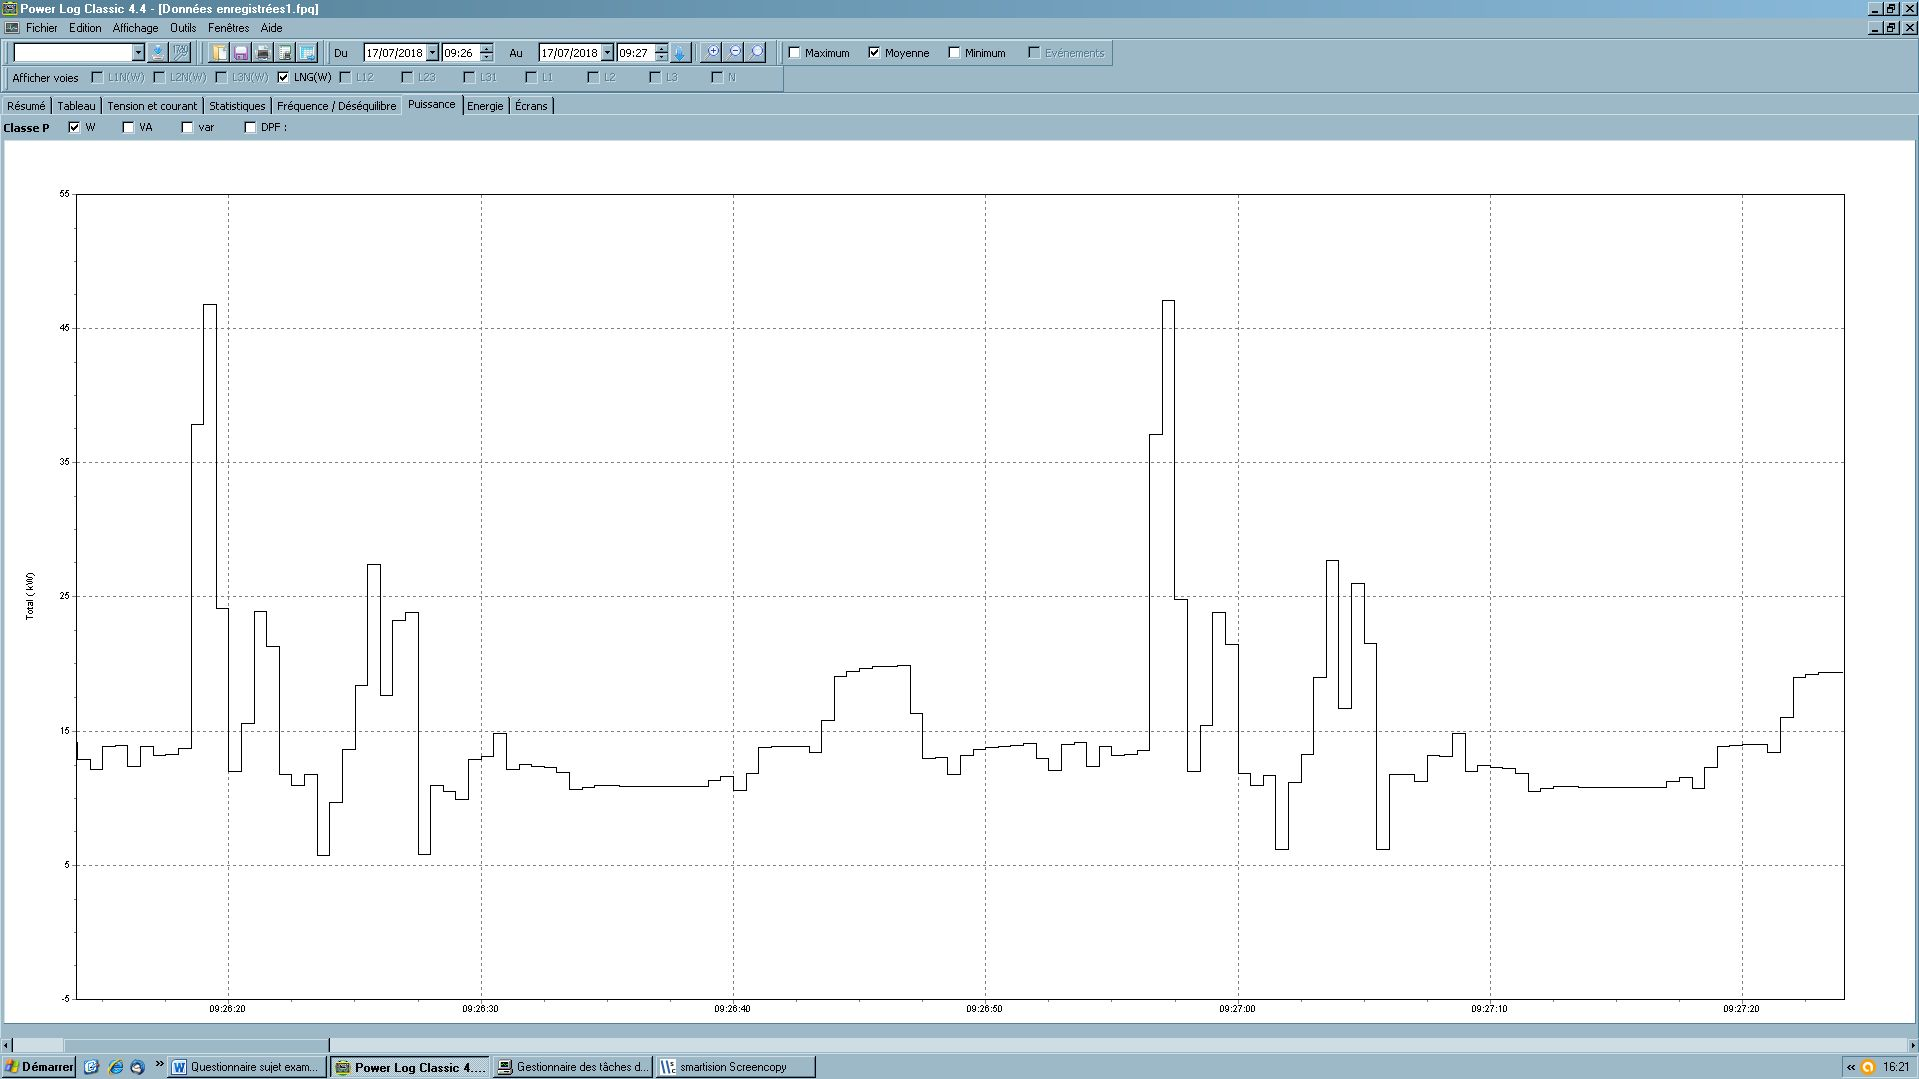 Power Log Classic 4.4 - [Données enregistrées1.fpq]
Fichier Edition Affichage Outils Fenêtres Aide
Du 17/07/2018 09:26 Au 17/07/2018 09:27 Maximum Moyenne Minimum Evénements
Afficher voies L1N(W) L2N(W) L3N(W) LNG(W) L12 L23 L31 L1 L2 L3 N
Résumé Tableau Tension et courant Statistiques Fréquence / Déséquilibre Puissance Energie Écrans
Classe P W VA var DPF :
55
45
35
25
15
5
-5
Total (kW)
09:26:20 09:26:30 09:26:40 09:26:50 09:27:00 09:27:10 09:27:20
Démarrer » Questionnaire sujet exam... Power Log Classic 4.... Gestionnaire des tâches d... smartision Screencopy « 16:21